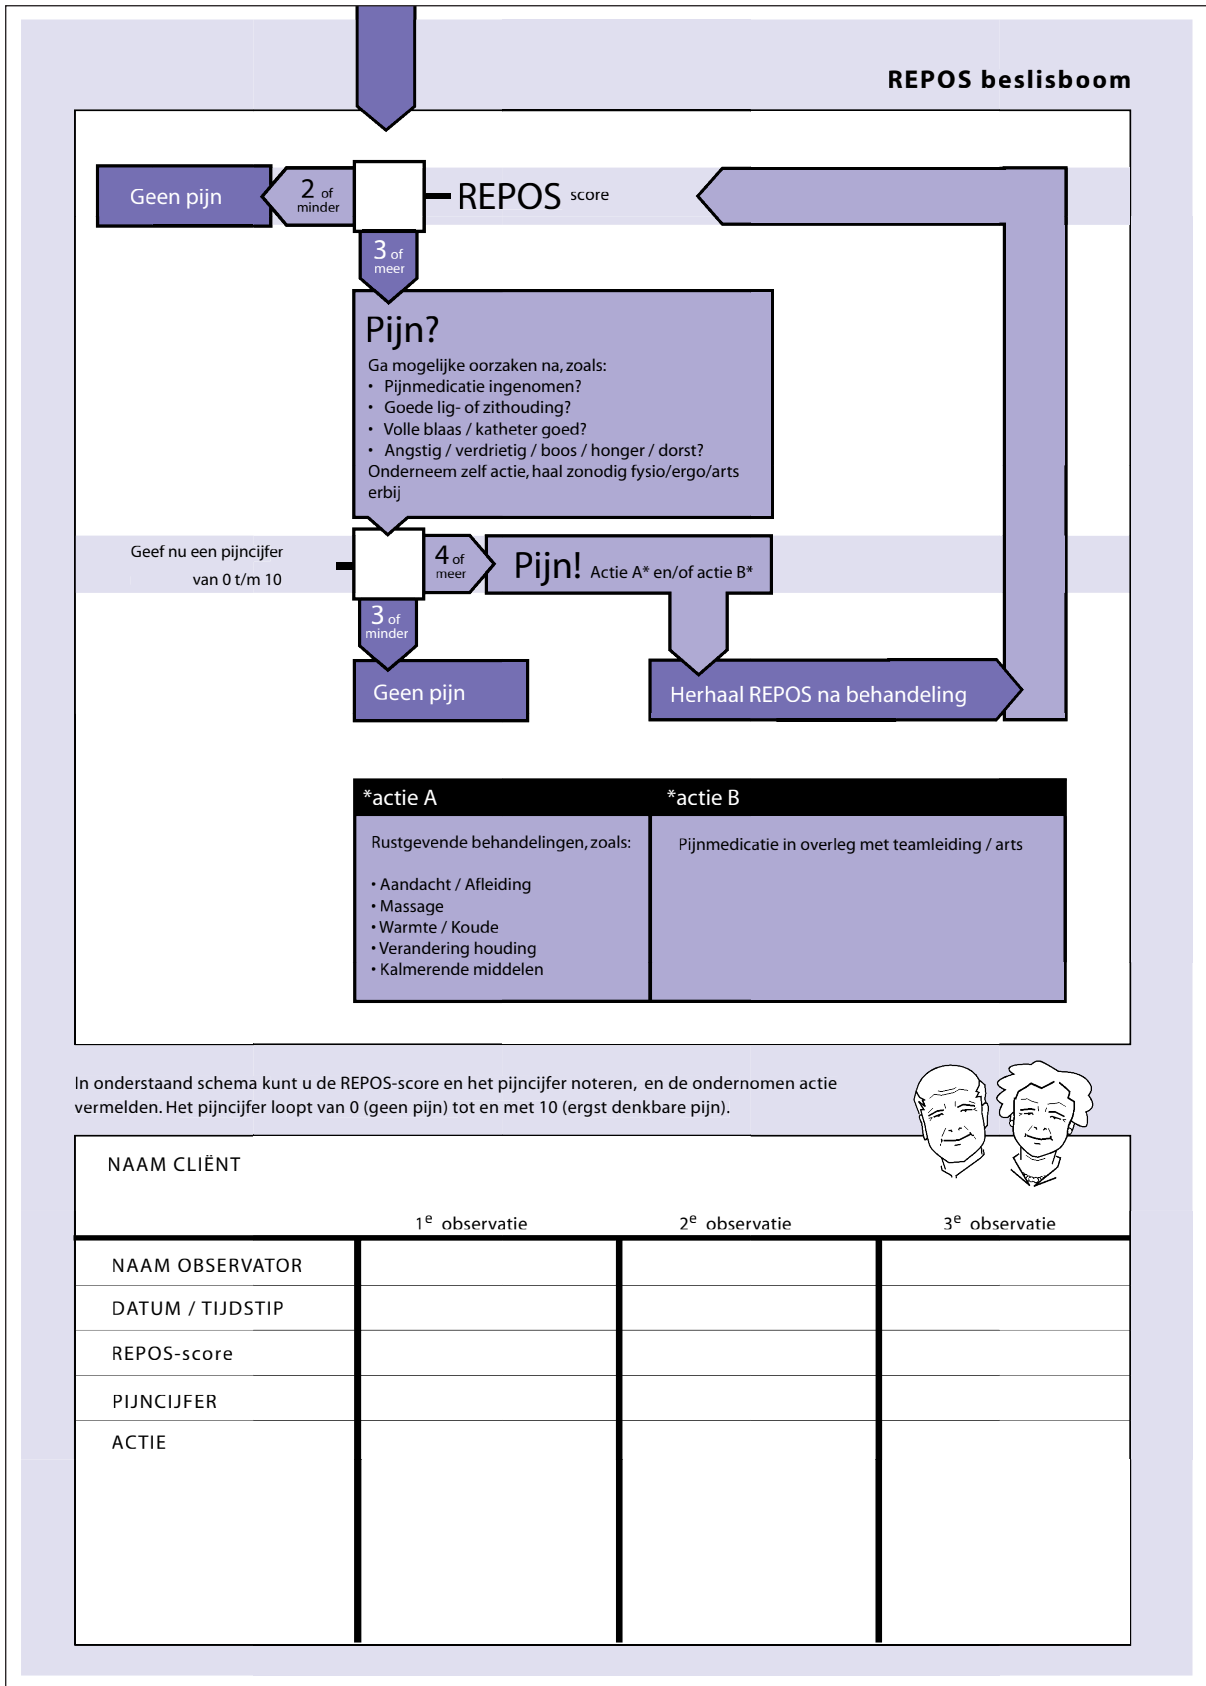 REPOS beslisboom
Geen pijn
2 of
minder
REPOS score
3 of
meer
Pijn?
Ga mogelijke oorzaken na, zoals:
• Pijnmedicatie ingenomen?
• Goede lig- of zithouding?
• Volle blaas / katheter goed?
• Angstig / verdrietig / boos / honger / dorst?
Onderneem zelf actie, haal zonodig fysio/ergo/arts
erbij
Geef nu een pijncijfer
van 0 t/m 10
4 of
meer
Pijn! Actie A* en/of actie B*
3 of
minder
Geen pijn
Herhaal REPOS na behandeling
*actie A
Rustgevende behandelingen, zoals:
• Aandacht / Afleiding
• Massage
• Warmte / Koude
• Verandering houding
• Kalmerende middelen
*actie B
Pijnmedicatie in overleg met teamleiding / arts
In onderstaand schema kunt u de REPOS-score en het pijncijfer noteren, en de ondernomen actie
vermelden. Het pijncijfer loopt van 0 (geen pijn) tot en met 10 (ergst denkbare pijn).
NAAM CLIËNT
1e observatie
2e observatie
3e observatie
NAAM OBSERVATOR
DATUM / TIJDSTIP
REPOS-score
PIJNCIJFER
ACTIE